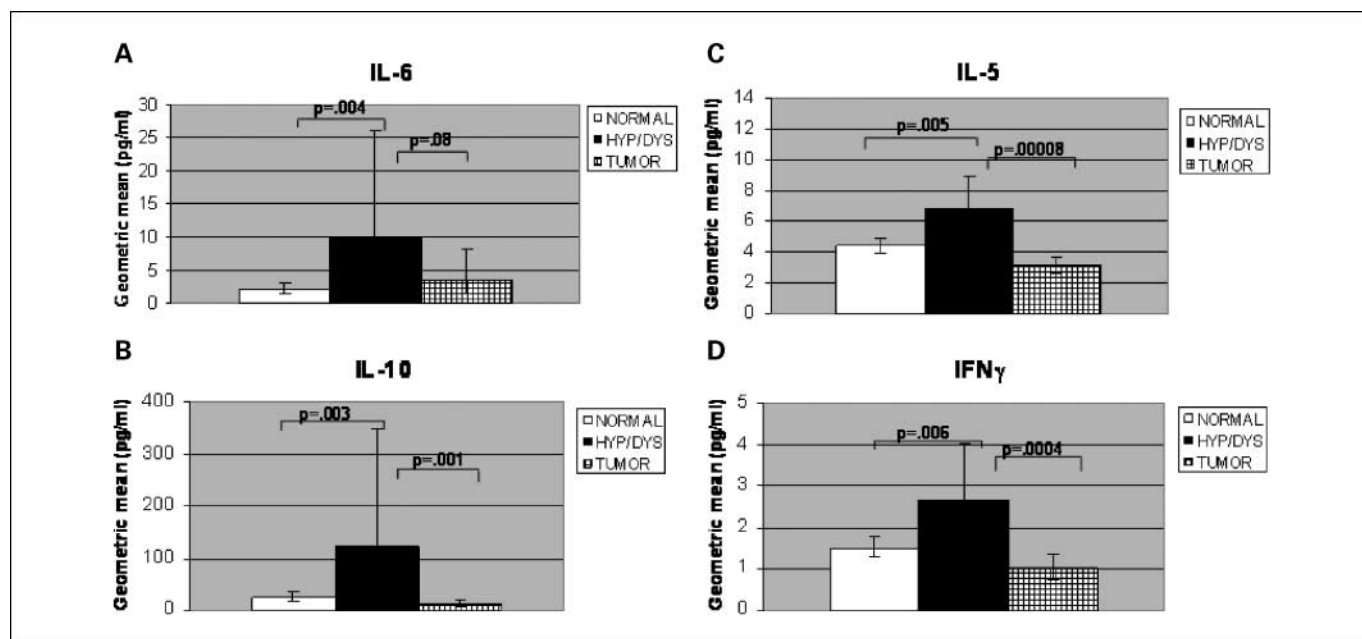 A
IL-6
Geometric mean (pg/ml)
30
25
20
15
10
5
0
p=.004
p=.08
NORMAL
HYP/DYS
TUMOR
C
IL-5
Geometric mean (pg/ml)
14
12
10
8
6
4
2
0
p=.005
p=.00008
NORMAL
HYP/DYS
TUMOR
B
IL-10
Geometric mean (pg/ml)
400
300
200
100
0
p=.003
p=.001
NORMAL
HYP/DYS
TUMOR
D
IFNγ
Geometric mean (pg/ml)
5
4
3
2
1
0
p=.006
p=.0004
NORMAL
HYP/DYS
TUMOR